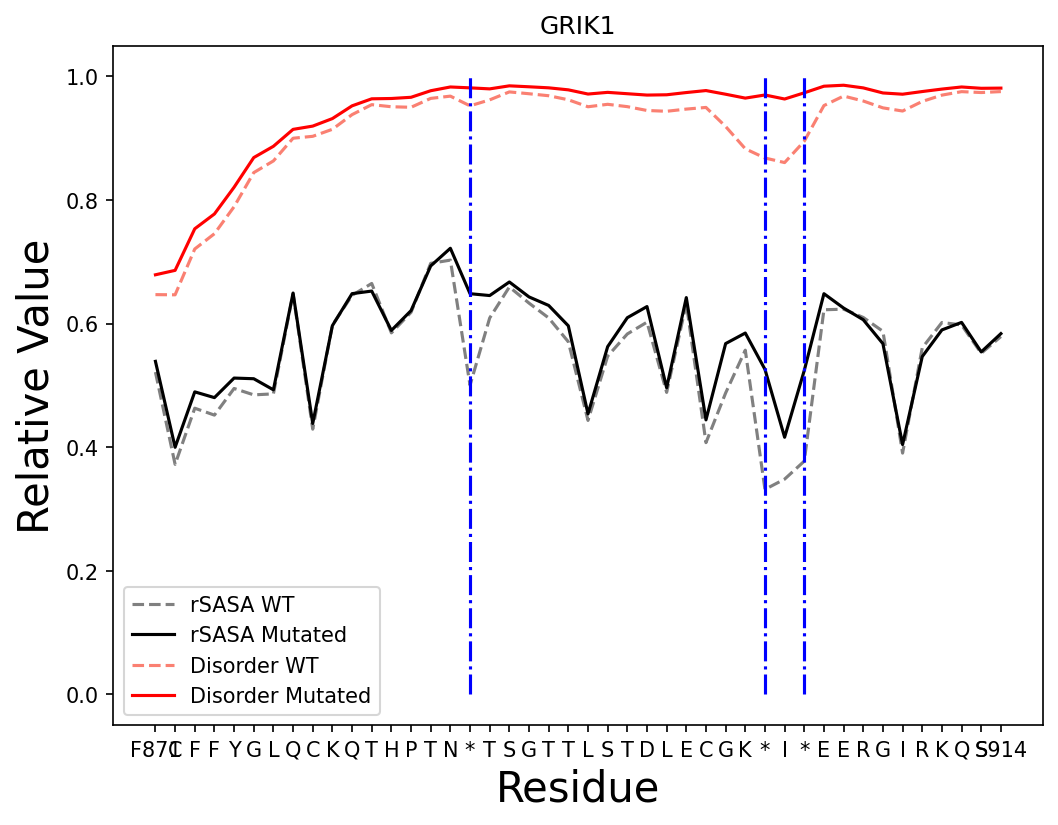 GRIK1
Relative Value
1.0
0.8
0.6
0.4
0.2
0.0
rSASA WT
rSASA Mutated
Disorder WT
Disorder Mutated
F871 C F F Y G L Q C K Q T H P T N * T S G T T L S T D L E C G K * I * E E R G I R K Q S S914
Residue